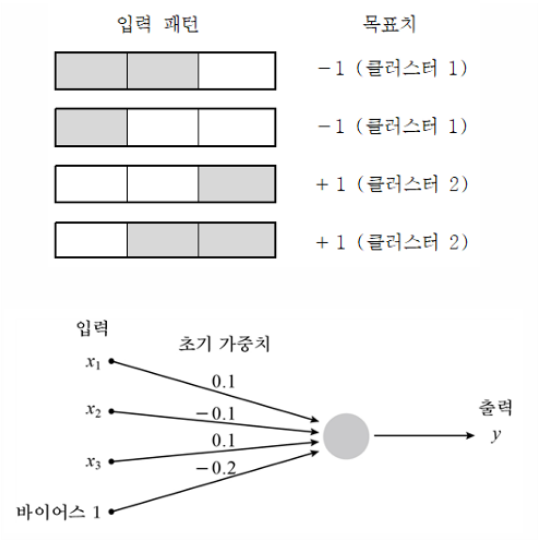 입력 패턴 목표치
−1 (클러스터 1)
−1 (클러스터 1)
+1 (클러스터 2)
+1 (클러스터 2)
입력
초기 가중치
x₁
0.1
x₂
−0.1
x₃
0.1
−0.2
바이어스 1
출력
y